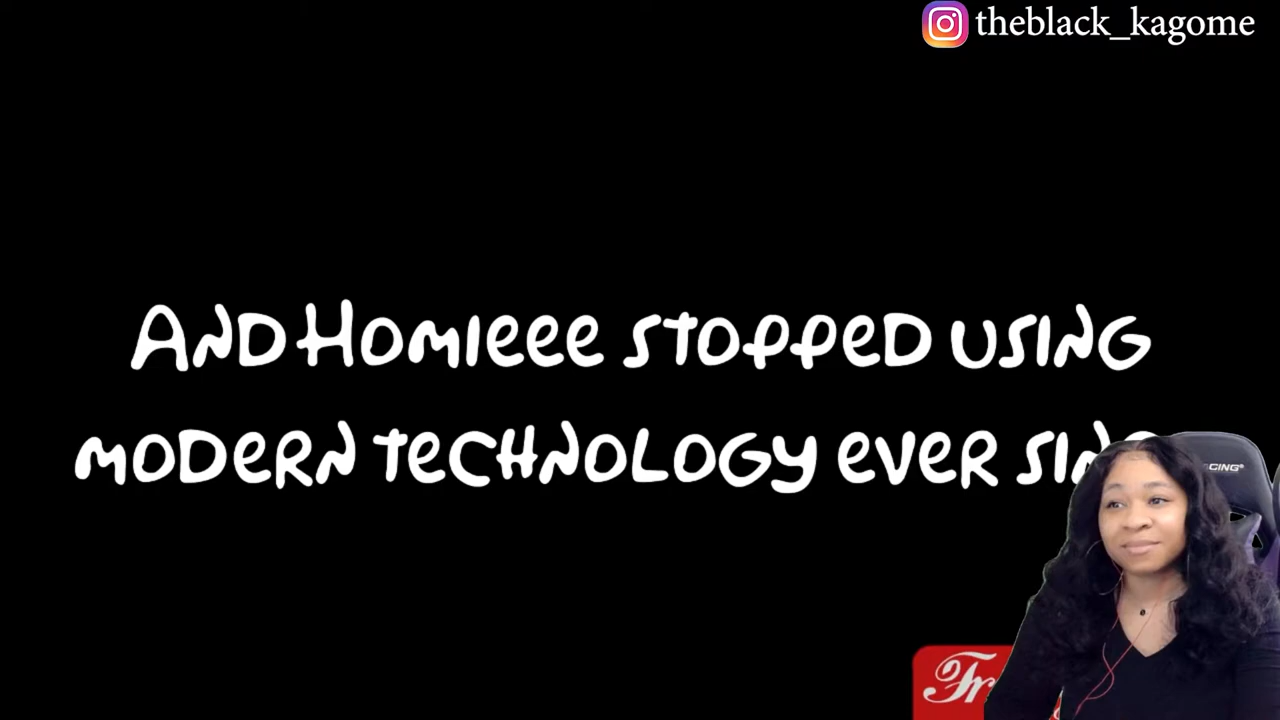 theblack_kagome
And Homieee stopped using
modern technology ever